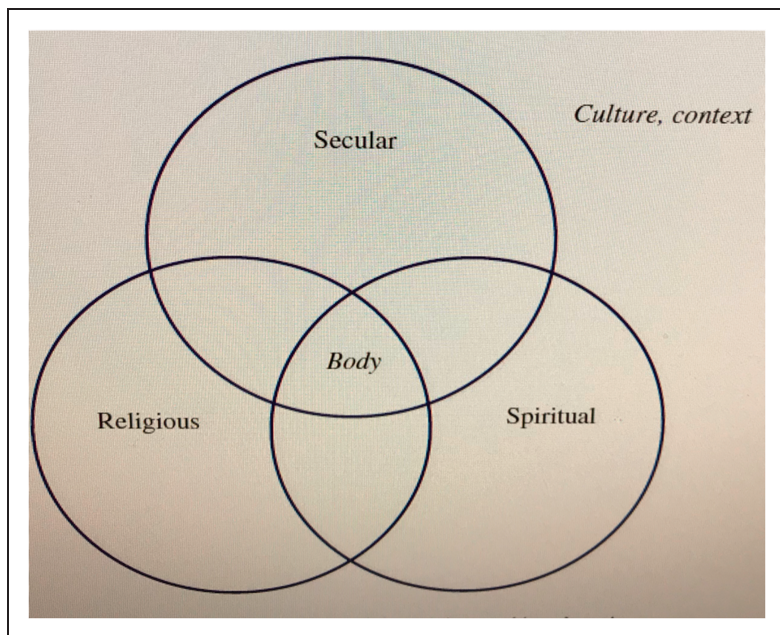 Secular
Culture, context
Body
Religious
Spiritual